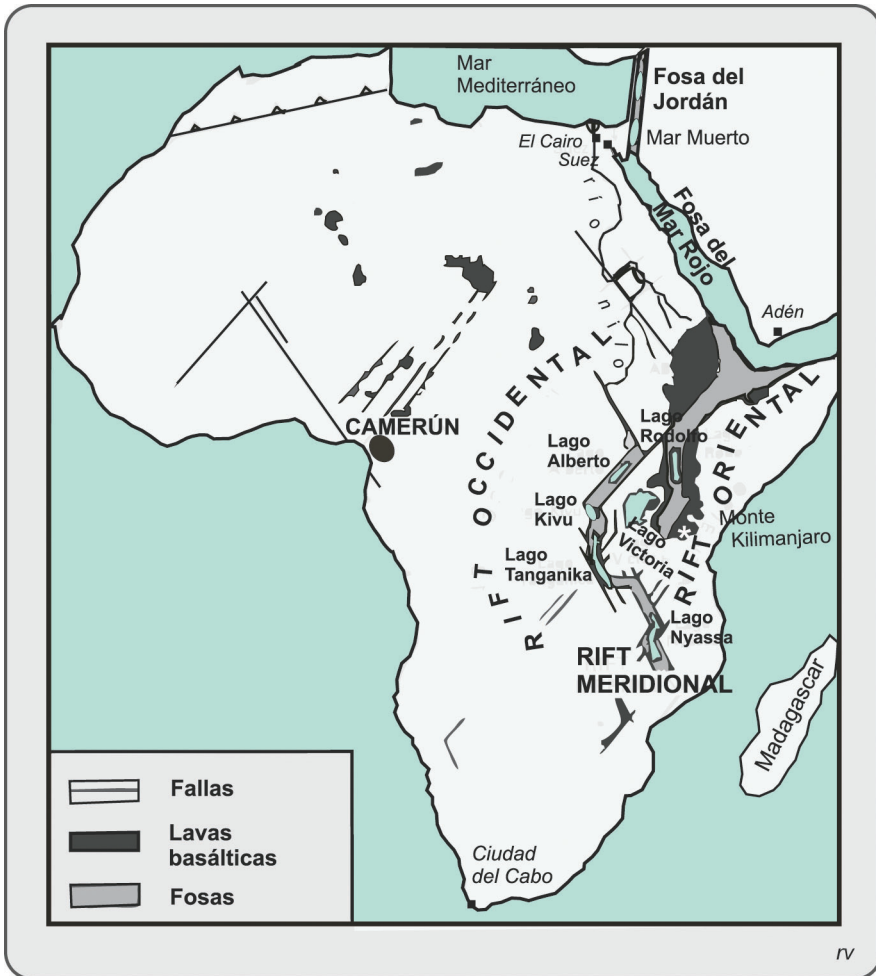 Mar
Mediterráneo
Fosa del
Jordán
El Cairo
Suez
Mar Muerto
río nilo
Fosa del
Mar Rojo
Adén
RIFT OCCIDENTAL
CAMERÚN
Lago
Alberto
Lago
Rodolfo
RIFT ORIENTAL
Lago
Kivu
Lago
Victoria
Monte
Kilimanjaro
*
Lago
Tanganika
Lago
Nyassa
RIFT
MERIDIONAL
Madagascar
Fallas
Lavas
basálticas
Fosas
Ciudad
del Cabo
rv